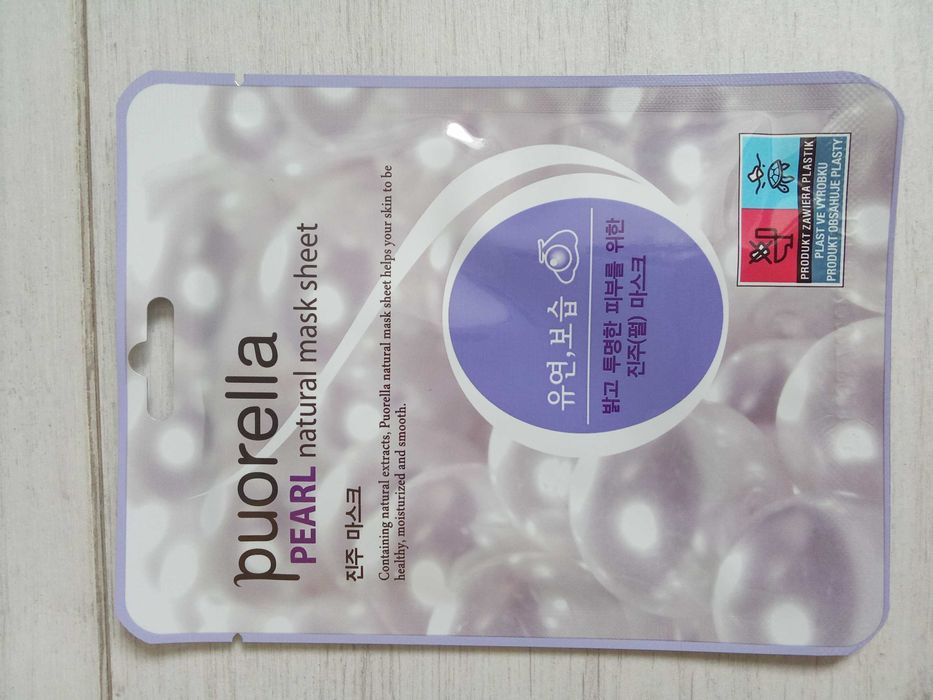 puorella
PEARL natural mask sheet
진주 마스크
Containing natural extracts, Puorella natural mask sheet helps your skin to be
healthy, moisturized and smooth.
유연,보습
밝고 투명한 피부를 위한
진주(펄) 마스크
PRODUKT ZAWIERA PLASTIK
PLAST VE VÝROBKU
PRODUKT OBSAHUJE PLASTY